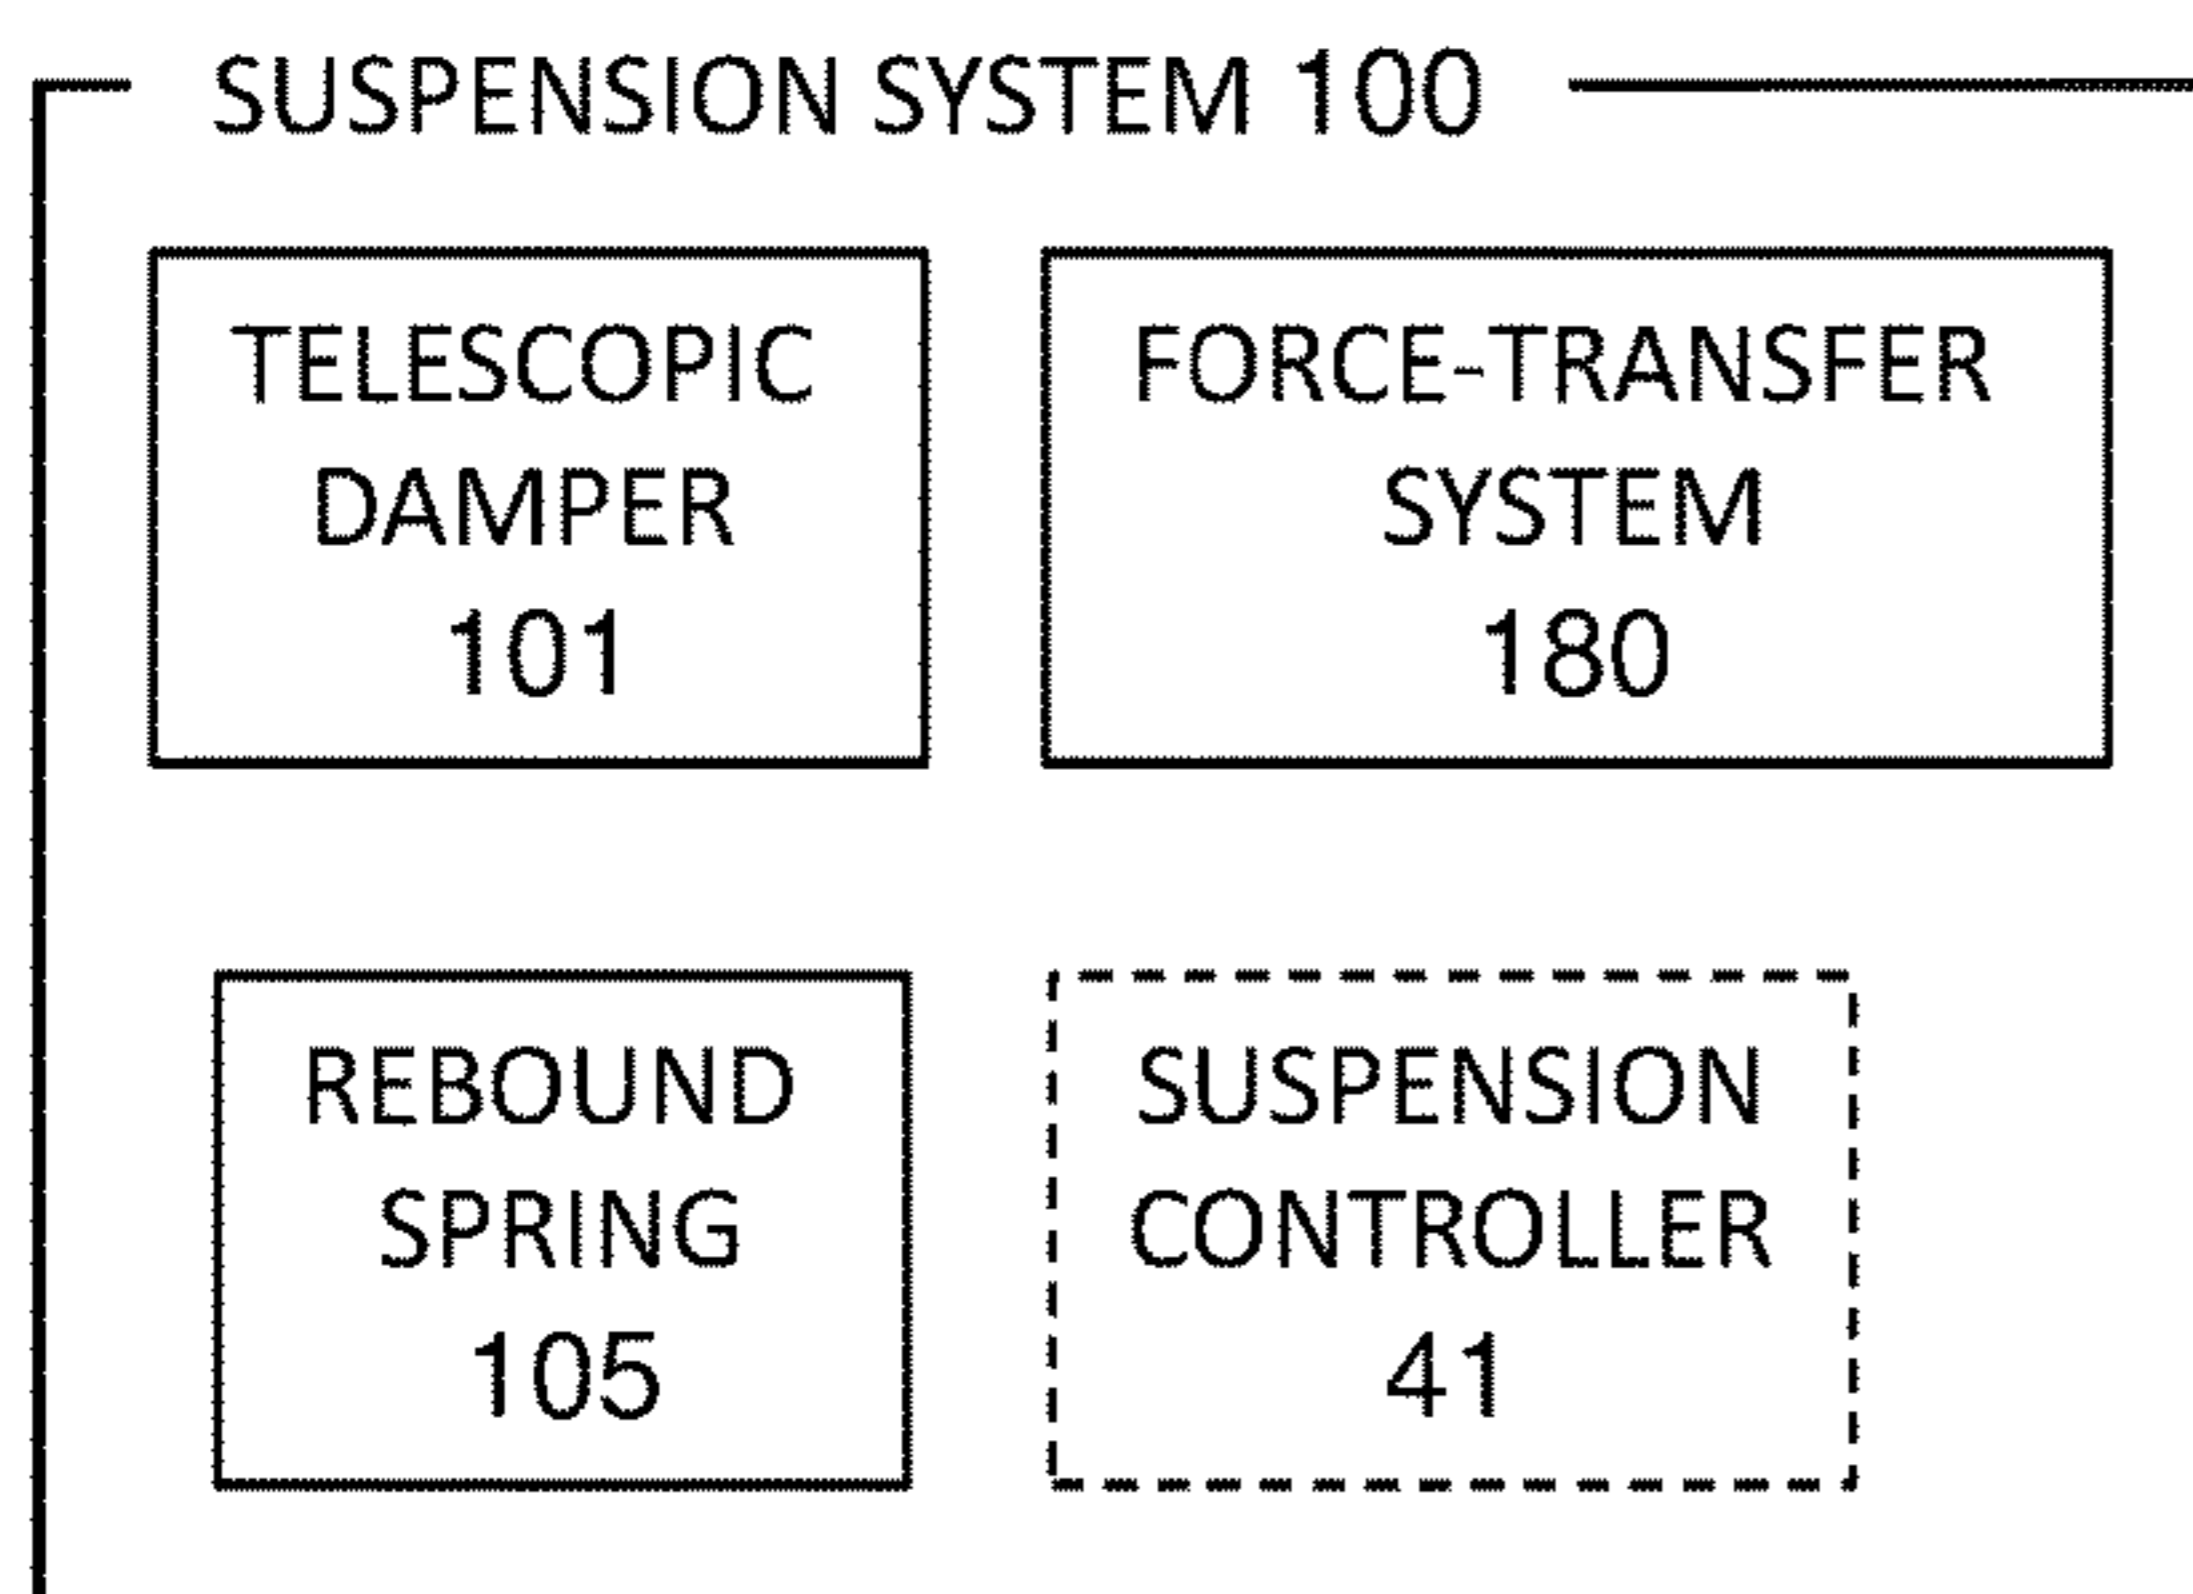 SUSPENSION SYSTEM 100
TELESCOPIC
DAMPER
101
FORCE-TRANSFER
SYSTEM
180
REBOUND
SPRING
105
SUSPENSION
CONTROLLER
41